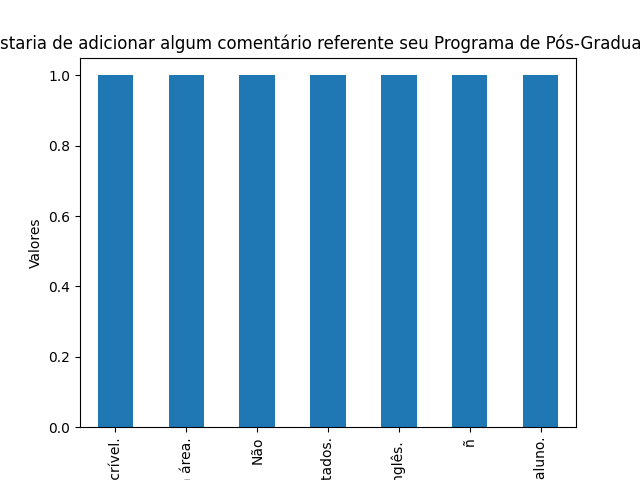 staria de adicionar algum comentário referente seu Programa de Pós-Gradua
Valores
1.0
0.8
0.6
0.4
0.2
0.0
crível.
área.
Não
tados.
nglês.
ñ
aluno.